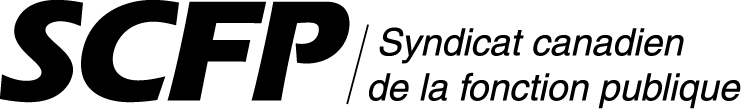 SCFP
Syndicat canadien
de la fonction publique